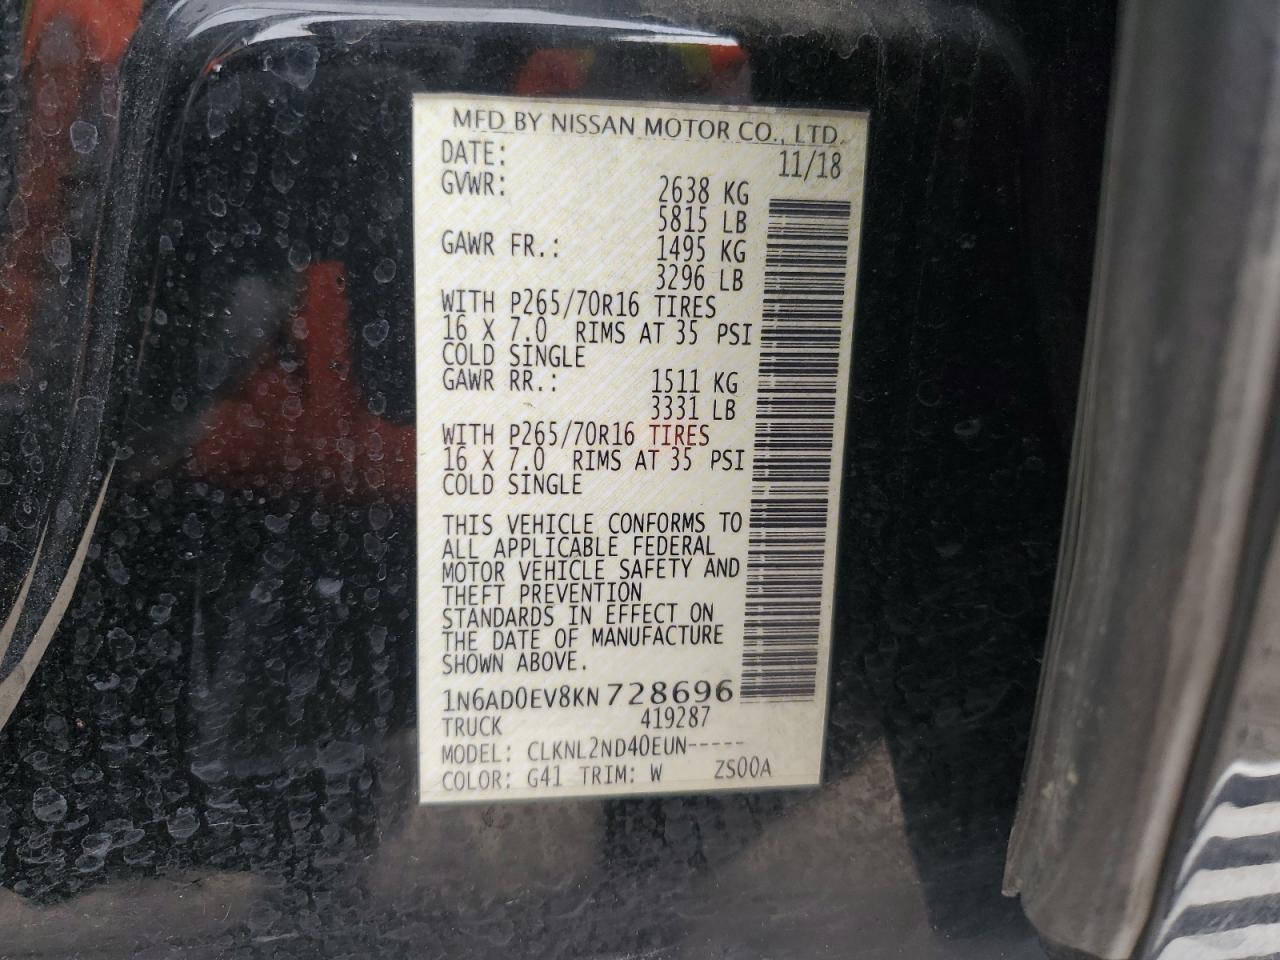 MFD BY NISSAN MOTOR CO., LTD.
DATE: 11/18
GVWR: 2638 KG
5815 LB
GAWR FR.: 1495 KG
3296 LB
WITH P265/70R16 TIRES
16 X 7.0 RIMS AT 35 PSI
COLD SINGLE
GAWR RR.: 1511 KG
3331 LB
WITH P265/70R16 TIRES
16 X 7.0 RIMS AT 35 PSI
COLD SINGLE
THIS VEHICLE CONFORMS TO
ALL APPLICABLE FEDERAL
MOTOR VEHICLE SAFETY AND
THEFT PREVENTION
STANDARDS IN EFFECT ON
THE DATE OF MANUFACTURE
SHOWN ABOVE.
1N6AD0EV8KN728696
TRUCK 419287
MODEL: CLKNL2ND40EUN-----
COLOR: G41 TRIM: W ZS00A